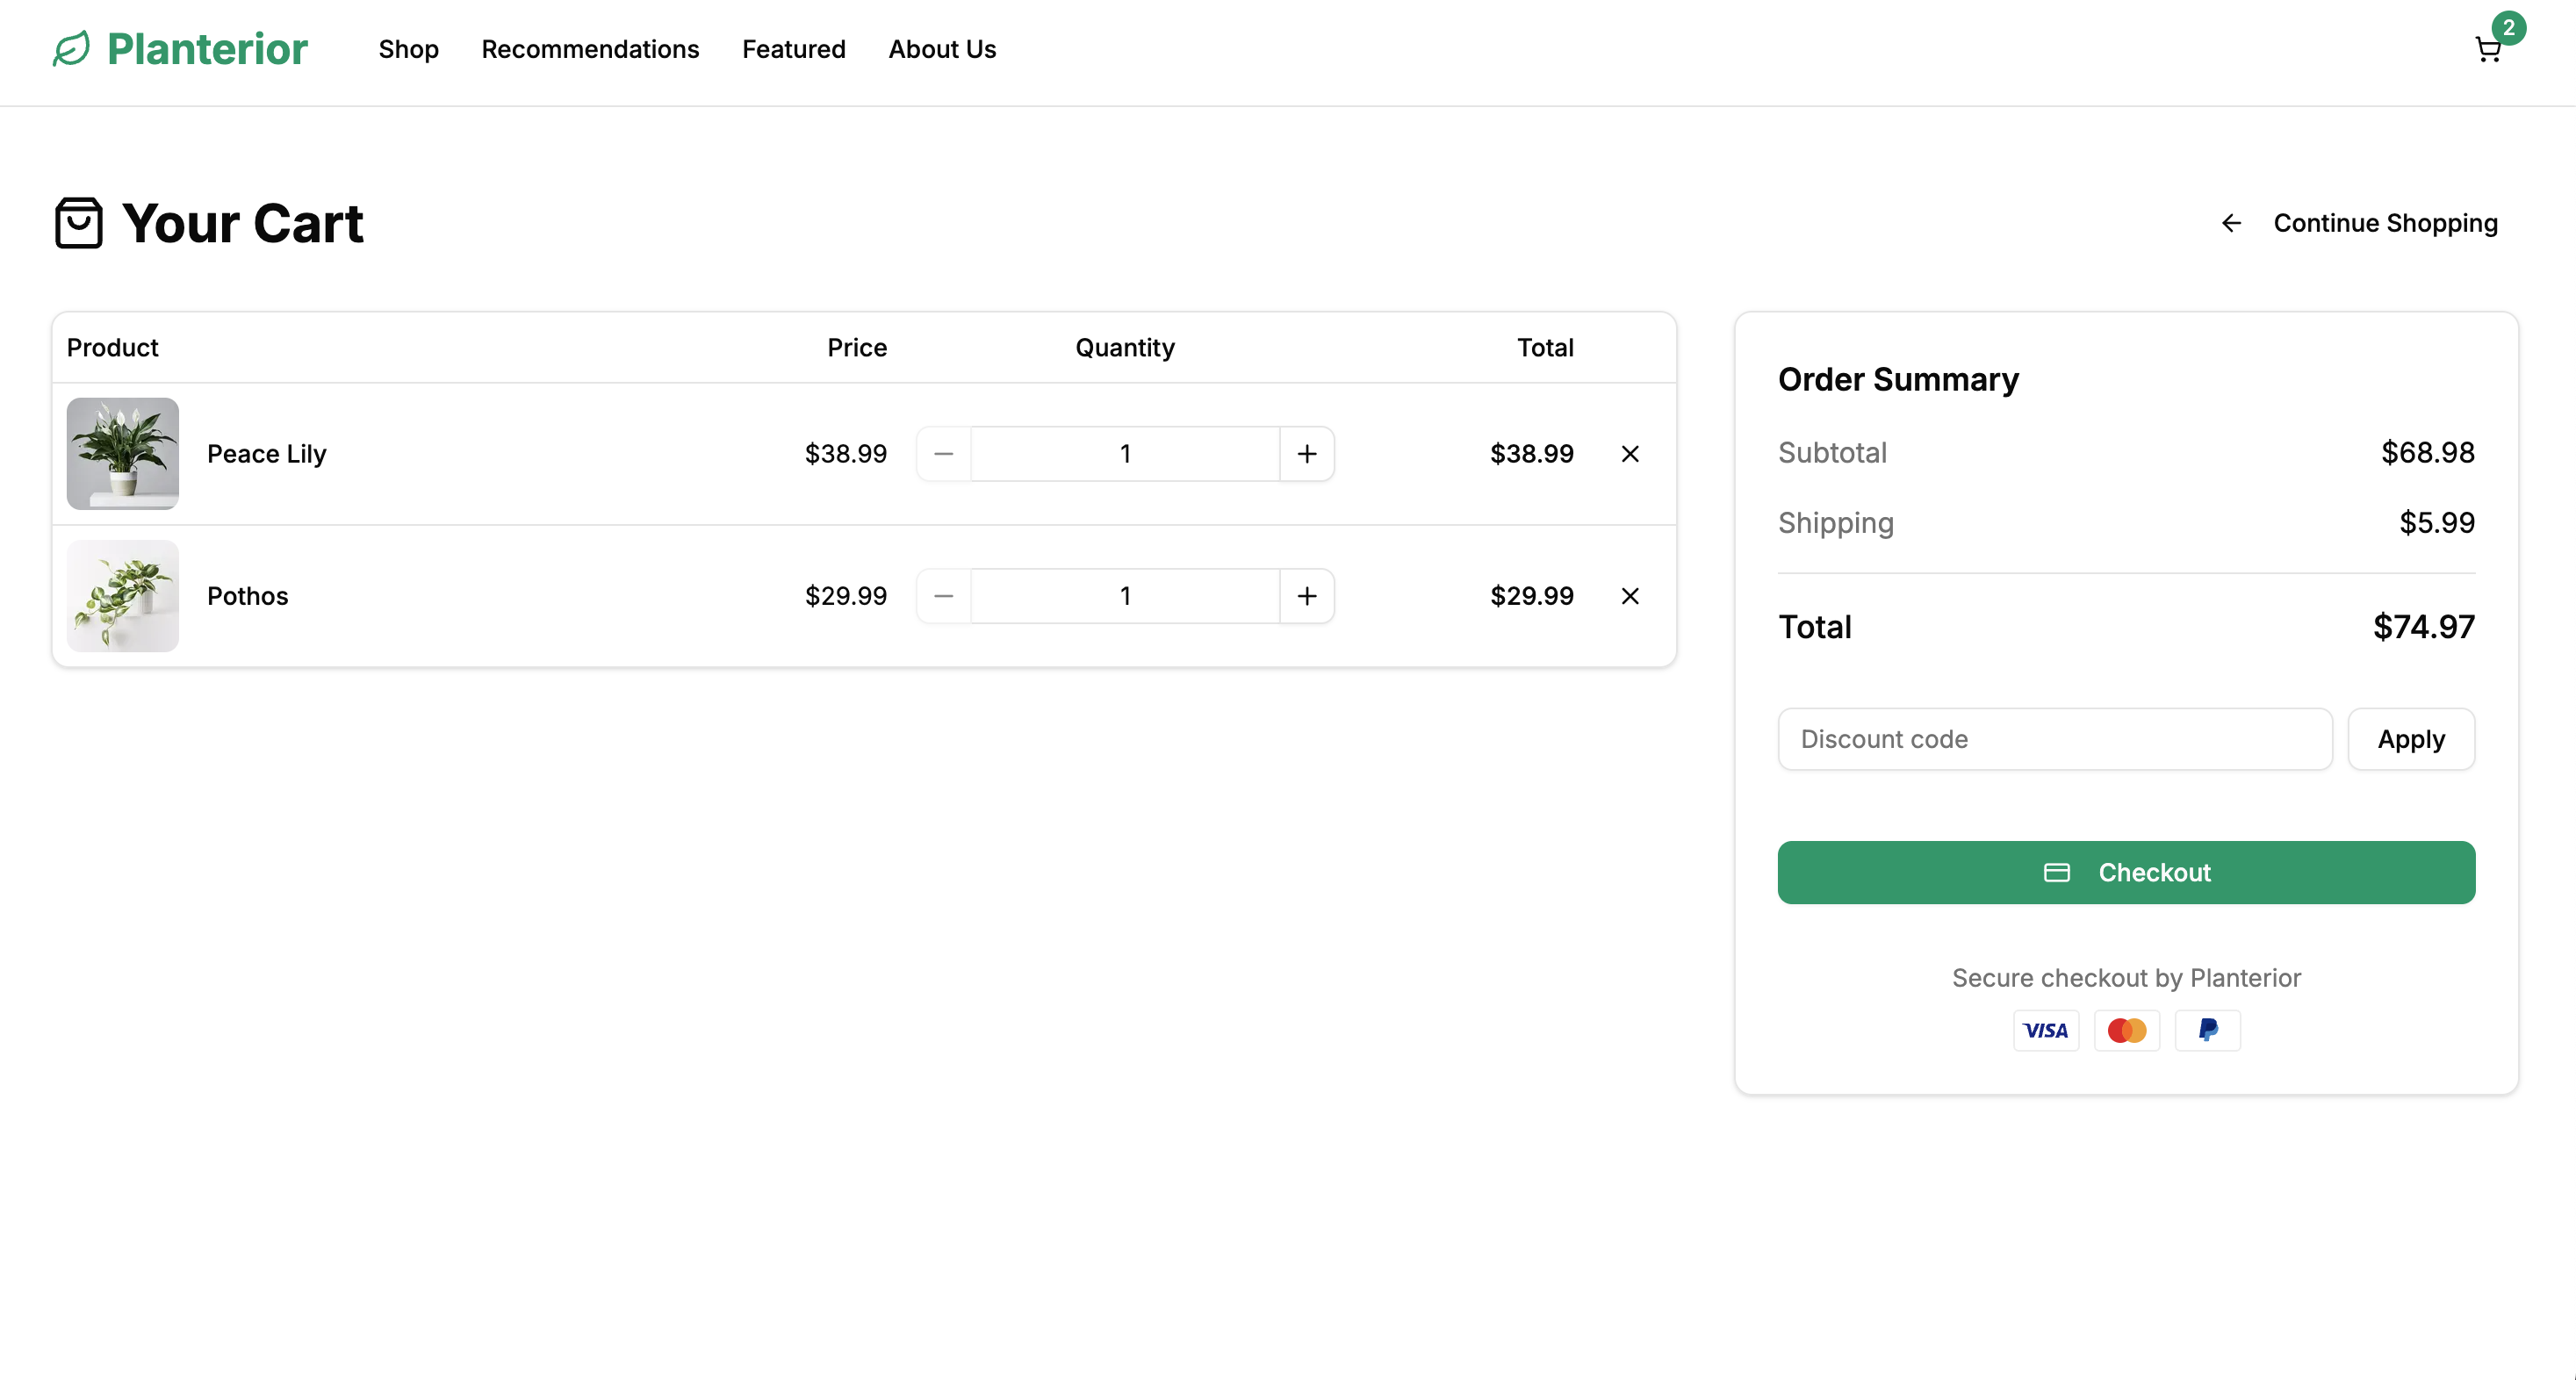 Planterior Shop Recommendations Featured About Us 2
Your Cart Continue Shopping
Product Price Quantity Total
Peace Lily $38.99 1 $38.99
Pothos $29.99 1 $29.99
Order Summary
Subtotal $68.98
Shipping $5.99
Total $74.97
Discount code Apply
Checkout
Secure checkout by Planterior
VISA